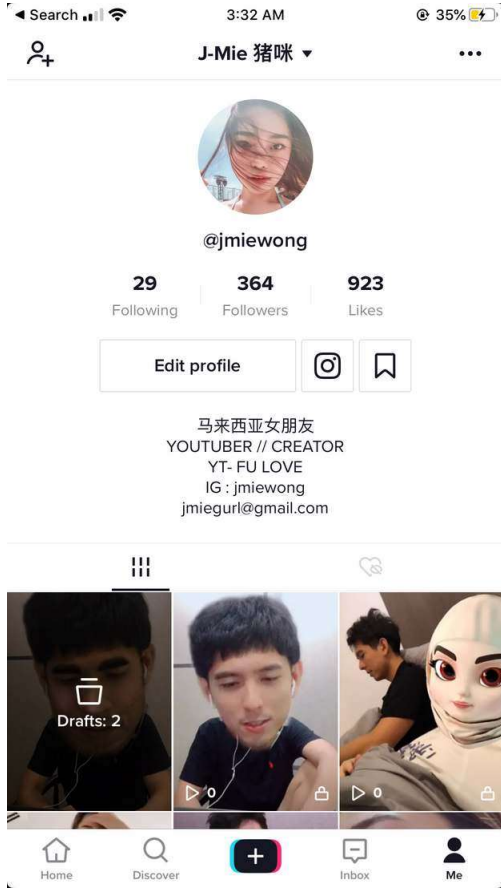 Search
3:32 AM
35%
J-Mie 猪咪
@jmiewong
29
364
923
Following
Followers
Likes
Edit profile
马来西亚女朋友
YOUTUBER // CREATOR
YT- FU LOVE
IG : jmiewong
jmiegurl@gmail.com
Drafts: 2
0
0
Home
Discover
Inbox
Me